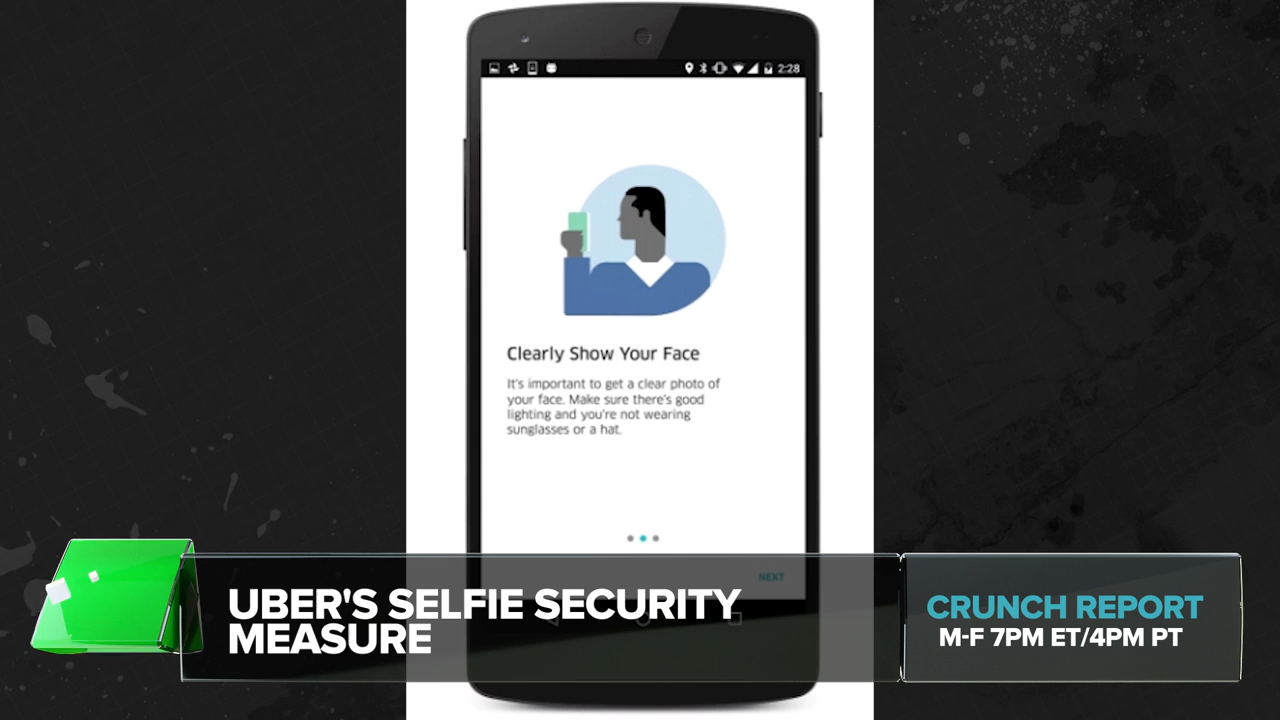 2:28
Clearly Show Your Face
It's important to get a clear photo of
your face. Make sure there's good
lighting and you're not wearing
sunglasses or a hat.
NEXT
UBER'S SELFIE SECURITY
MEASURE
CRUNCH REPORT
M-F 7PM ET/4PM PT